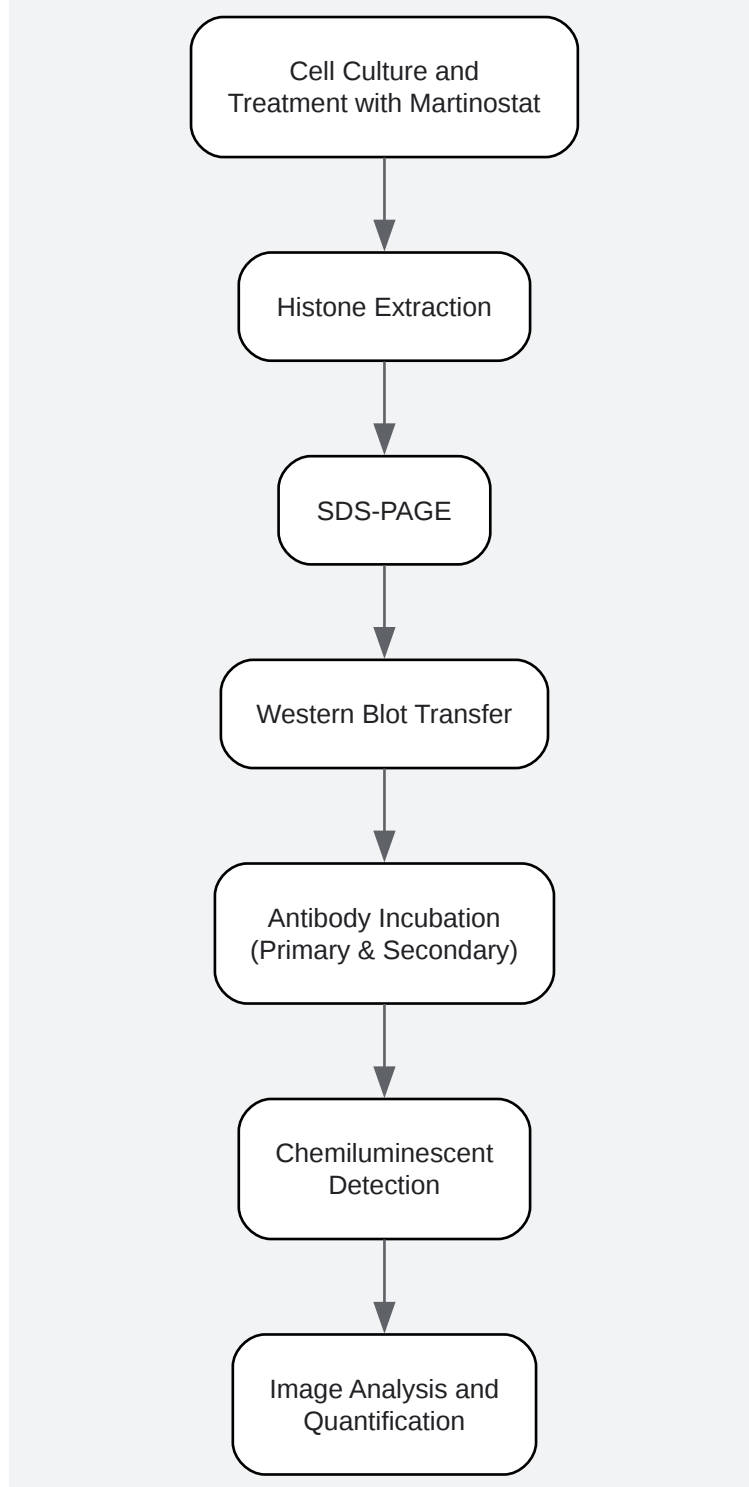 Cell Culture and
Treatment with Martinostat
Histone Extraction
SDS-PAGE
Western Blot Transfer
Antibody Incubation
(Primary & Secondary)
Chemiluminescent
Detection
Image Analysis and
Quantification